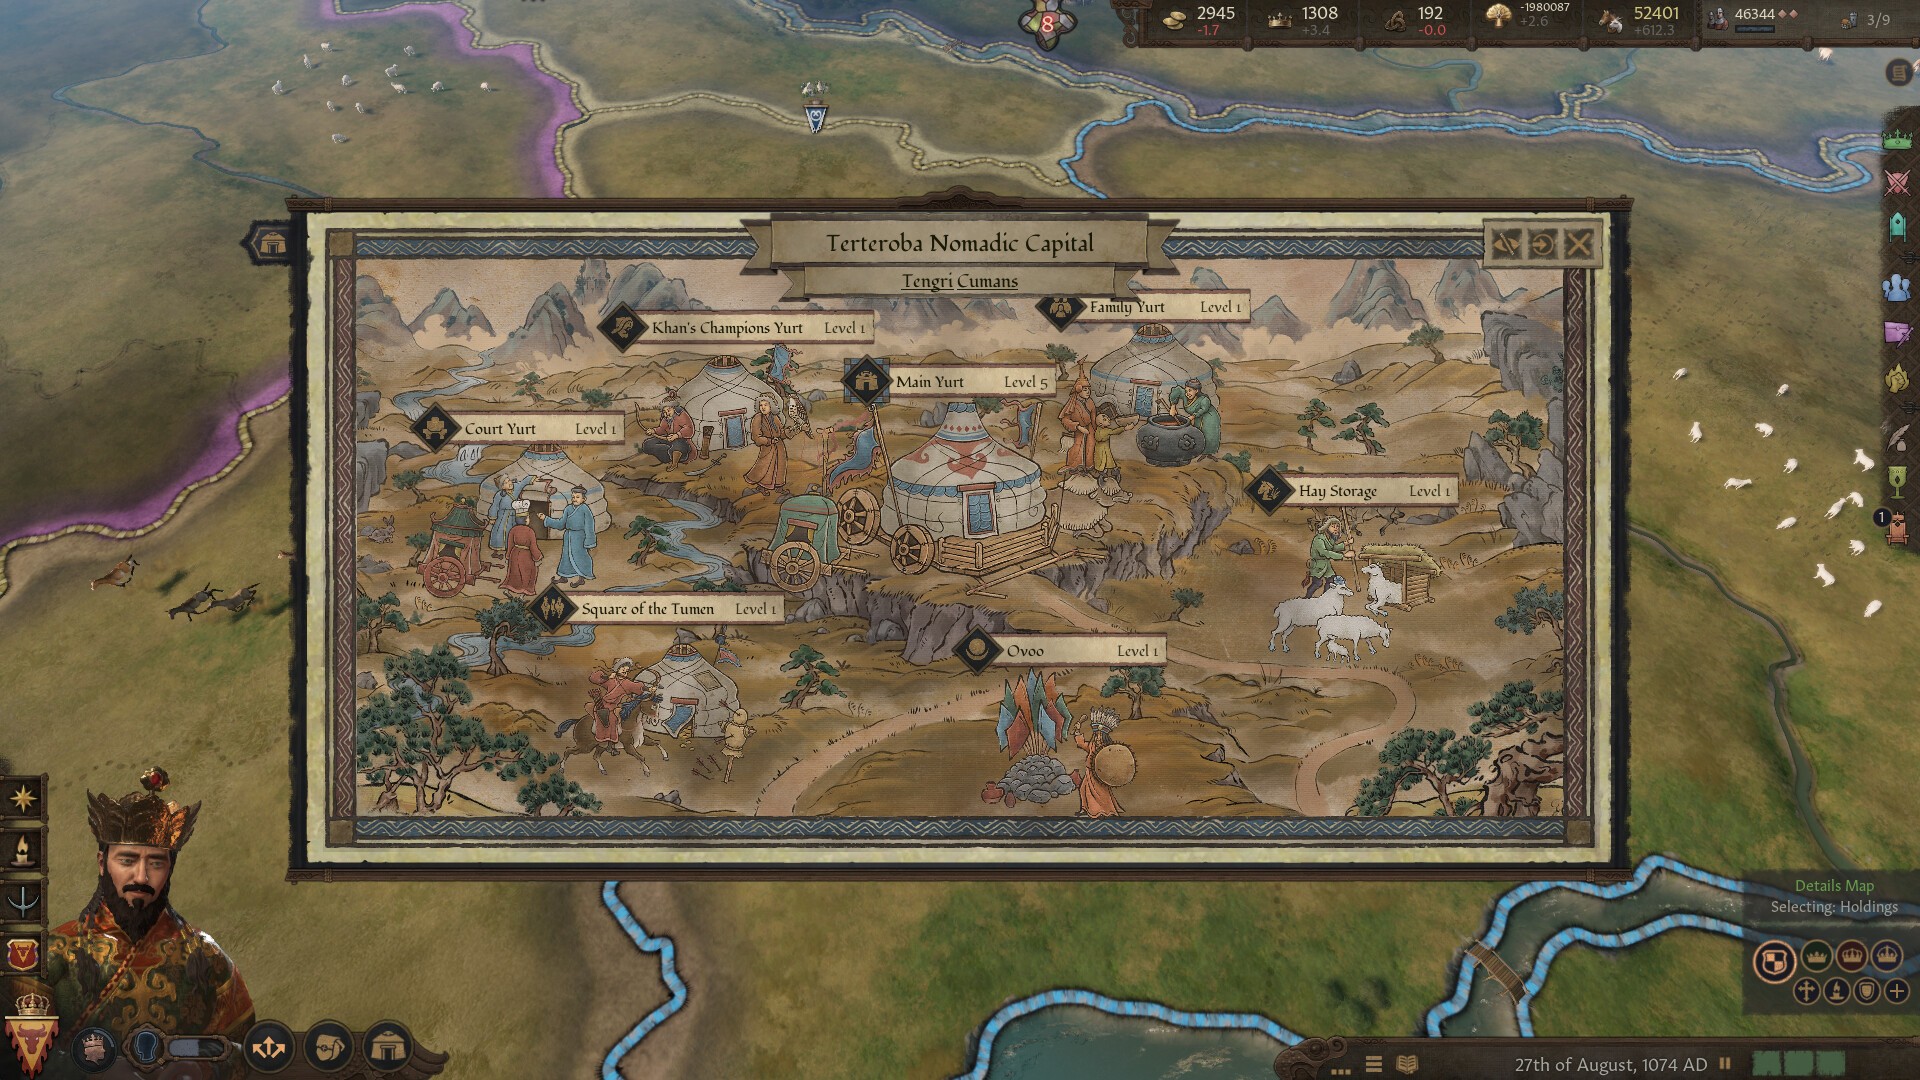 8
2945
-1.7
1308
+3.4
192
-0.0
-1980087
+2.6
52401
+612.3
46344
3/9
Terteroba Nomadic Capital
Tengri Cumans
Family Yurt Level 1
Khan's Champions Yurt Level 1
Main Yurt Level 5
Court Yurt Level 1
Hay Storage Level 1
1
Square of the Tumen Level 1
Ovoo Level 1
Details Map
Selecting: Holdings
27th of August, 1074 AD